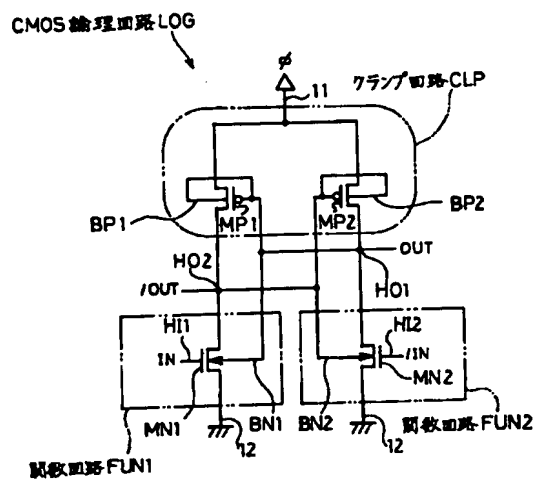 CMOS論理回路LOG
φ
11
クランプ回路CLP
BP1
MP1
MP2
BP2
HO2
OUT
/OUT
HO1
HI1
IN
HI2
/IN
MN2
MN1
BN1
BN2
12
12
関数回路FUN1
関数回路FUN2